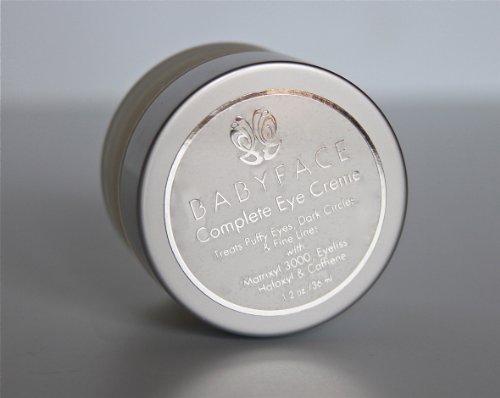 BABYFACE
Complete Eye Creme
Treats Puffy Eyes, Dark Circles
& Fine Lines
with
Matrixyl 3000, Eyeliss
Haloxyl & Caffiene
1.2 oz./36 ml